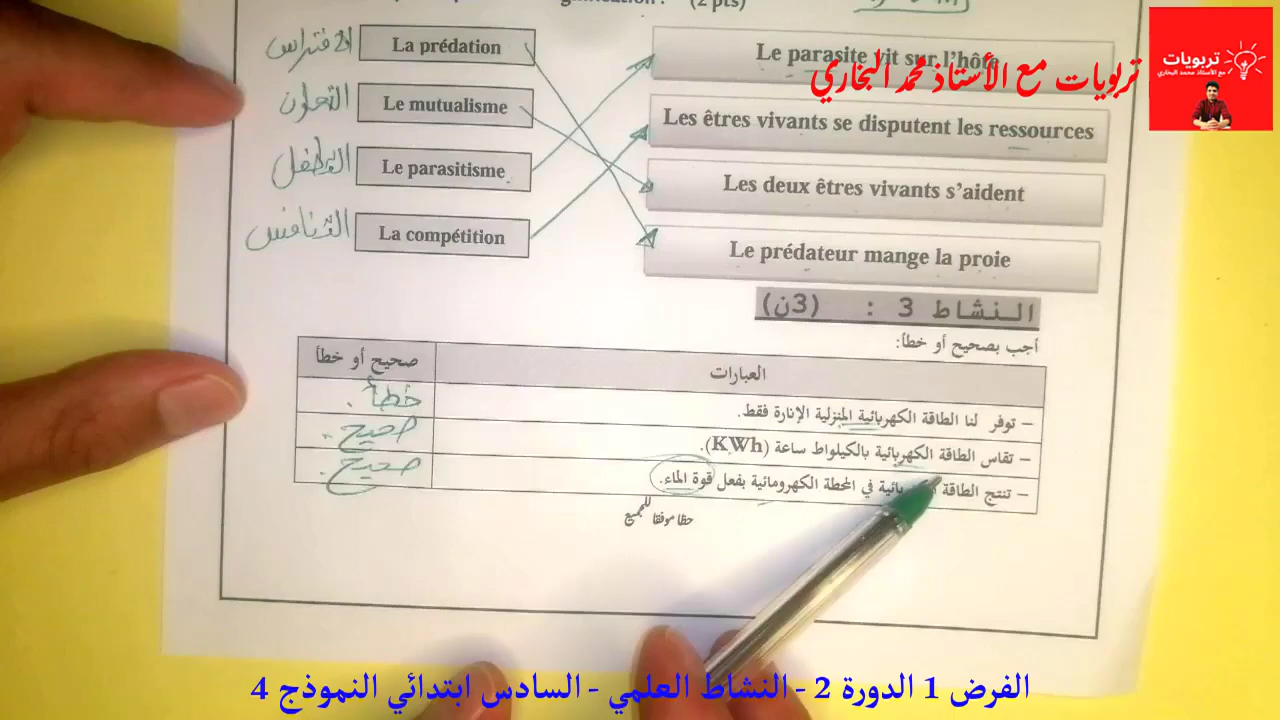 (2 pts)
الافتراس La prédation Le parasite vit sur l'hôte
تربويات مع الأستاذ محمد البخاري
تربويات
مع الأستاذ محمد البخاري
التعاون Le mutualisme Les êtres vivants se disputent les ressources
التطفل Le parasitisme Les deux êtres vivants s'aident
التنافس La compétition Le prédateur mange la proie
النشاط 3 : (3ن)
أجب بصحيح أو خطأ:
العبارات صحيح أو خطأ
– توفر لنا الطاقة الكهربائية المنزلية الإنارة فقط. خطأ.
– تقاس الطاقة الكهربائية بالكيلواط ساعة (KWh). صحيح.
– تنتج الطاقة في المحطة الكهرومائية بفعل قوة الماء. صحيح.
حظا موفقا للجميع
الفرض 1 الدورة 2 - النشاط العلمي - السادس ابتدائي النموذج 4